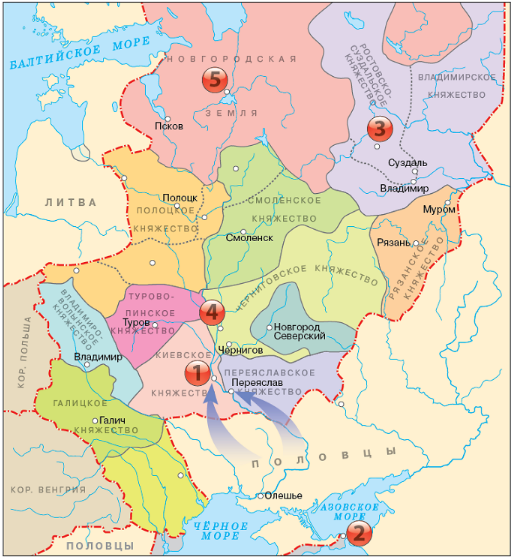 БАЛТИЙСКОЕ МОРЕ
НОВГОРОДСКАЯ
ЗЕМЛЯ
5
Псков
РОСТОВСКО-
СУЗДАЛЬСКОЕ
КНЯЖЕСТВО
ВЛАДИМИРСКОЕ
КНЯЖЕСТВО
3
Суздаль
Владимир
ЛИТВА
Полоцк
ПОЛОЦКОЕ
КНЯЖЕСТВО
СМОЛЕНСКОЕ
КНЯЖЕСТВО
Смоленск
Муром
Рязань
РЯЗАНСКОЕ
КНЯЖЕСТВО
ЧЕРНИГОВСКОЕ КНЯЖЕСТВО
КОР. ПОЛЬША
ВЛАДИМИРО-
ВОЛЫНСКОЕ
КНЯЖЕСТВО
Владимир
ТУРОВО-
ПИНСКОЕ
Туров
КНЯЖЕСТВО
4
Новгород
Северский
Чернигов
КИЕВСКОЕ
1
КНЯЖЕСТВО
ПЕРЕЯСЛАВСКОЕ
Переяслав
КНЯЖЕСТВО
ГАЛИЦКОЕ
Галич
КНЯЖЕСТВО
ПОЛОВЦЫ
КОР. ВЕНГРИЯ
Олешье
АЗОВСКОЕ
МОРЕ
2
ЧЁРНОЕ
МОРЕ
ПОЛОВЦЫ